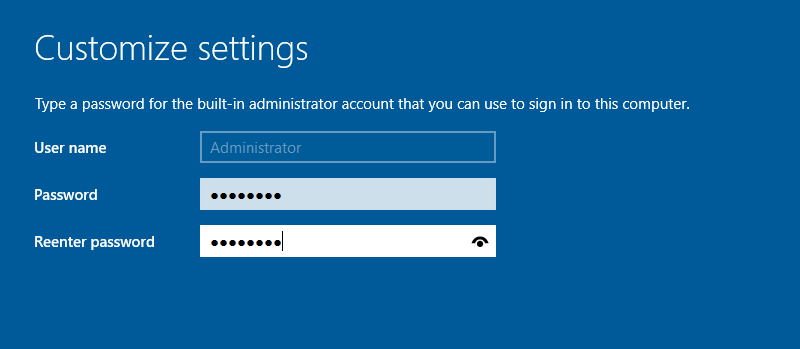 Customize settings
Type a password for the built-in administrator account that you can use to sign in to this computer.
User name Administrator
Password ●●●●●●●●
Reenter password ●●●●●●●●